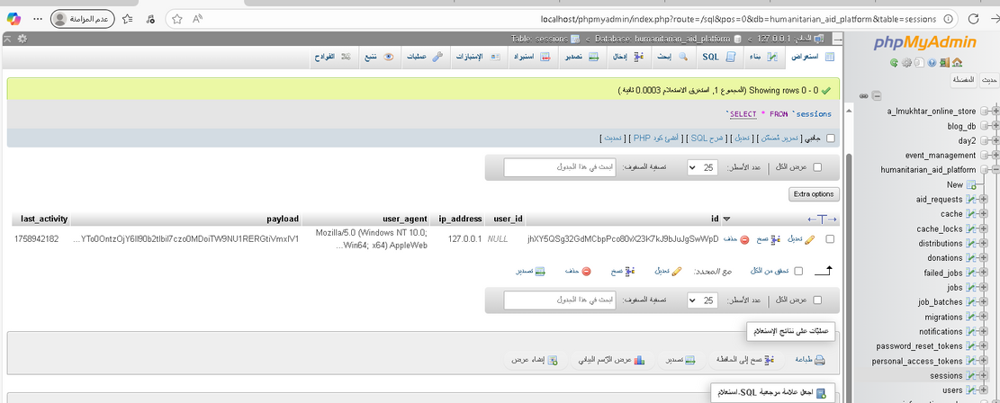 عدم المزامنة
localhost/phpmyadmin/index.php?route=/sql&pos=0&db=humanitarian_aid_platform&table=sessions
الخادم: 127.0.0.1 » Database: humanitarian_aid_platform » Table: sessions
استعراض بناء SQL إبحث إدخال تصدير استيراد الإمتيازات عمليات تتبع القوادح
Showing rows 0 - 0 (المجموع 1, استغرق الاستعلام 0.0003 ثانية.)
SELECT * FROM `sessions`
جانبي [ تحرير مُضمّن ] [ تعديل ] [ شرح SQL ] [ أنشئ كود PHP ] [ تحديث ]
عرض الكل عدد الأسطر: 25 تصفية الصفوف: ابحث في هذا الجدول
Extra options
id user_id ip_address user_agent payload last_activity
تعديل نسخ حذف jhXY5QSg32GdMCbpPco80vX23K7kJ9bJuJgSwWpD NULL 127.0.0.1 Mozilla/5.0 (Windows NT 10.0; Win64; x64) AppleWeb... YTo0OntzOjY6Il90b2tlbiI7czo0MDoiTW9NU1RERGtiVmxIV1... 1758942182
تحقق من الكل مع المحدد: تعديل نسخ حذف تصدير
عرض الكل عدد الأسطر: 25 تصفية الصفوف: ابحث في هذا الجدول
عمليّات على نتائج الإستعلام
طباعة نسخ إلى الحافظة تصدير عرض الرّسم البياني إنشاء عرض
اجعل علامة مرجعية SQL-استعلام
phpMyAdmin
حديث المفضلة
a_lmukhtar_online_store
blog_db
day2
event_management
humanitarian_aid_platform
New
aid_requests
cache
cache_locks
distributions
donations
failed_jobs
jobs
job_batches
migrations
notifications
password_reset_tokens
personal_access_tokens
sessions
users